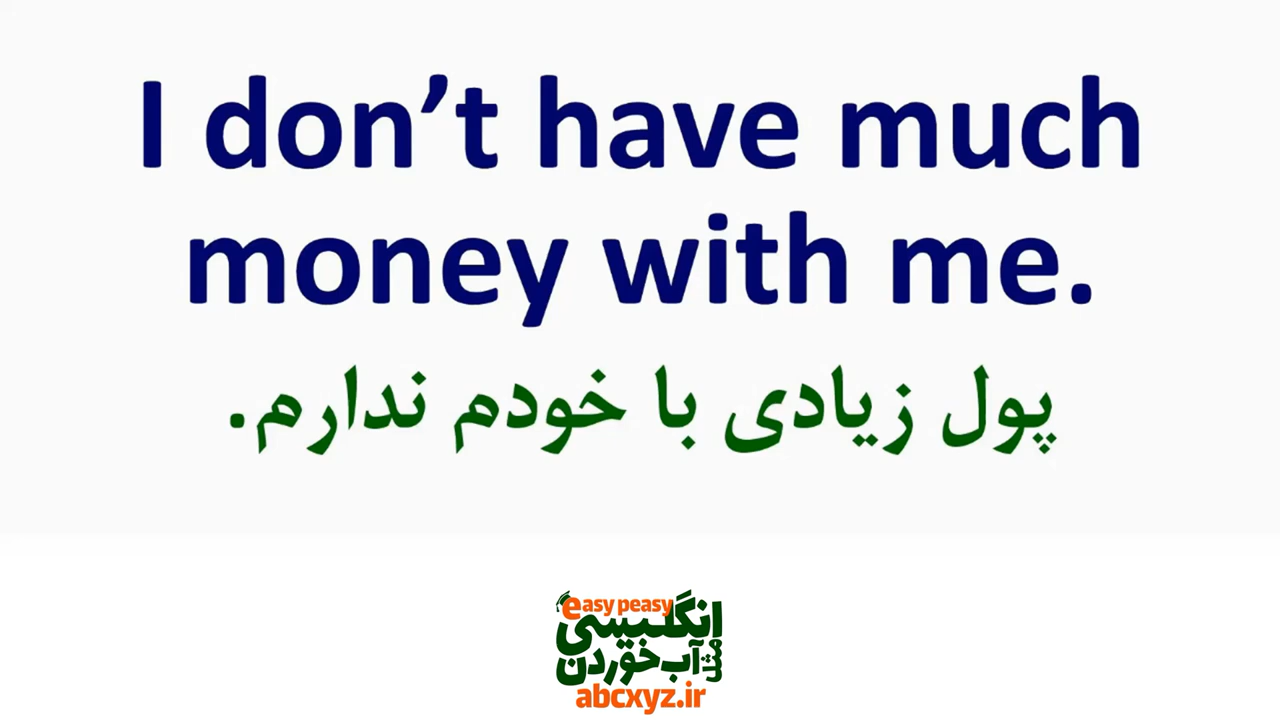 I don’t have much
money with me.
پول زیادی با خودم ندارم.
easy peasy
انگلیسی
مثل آب خوردن
abcxyz.ir